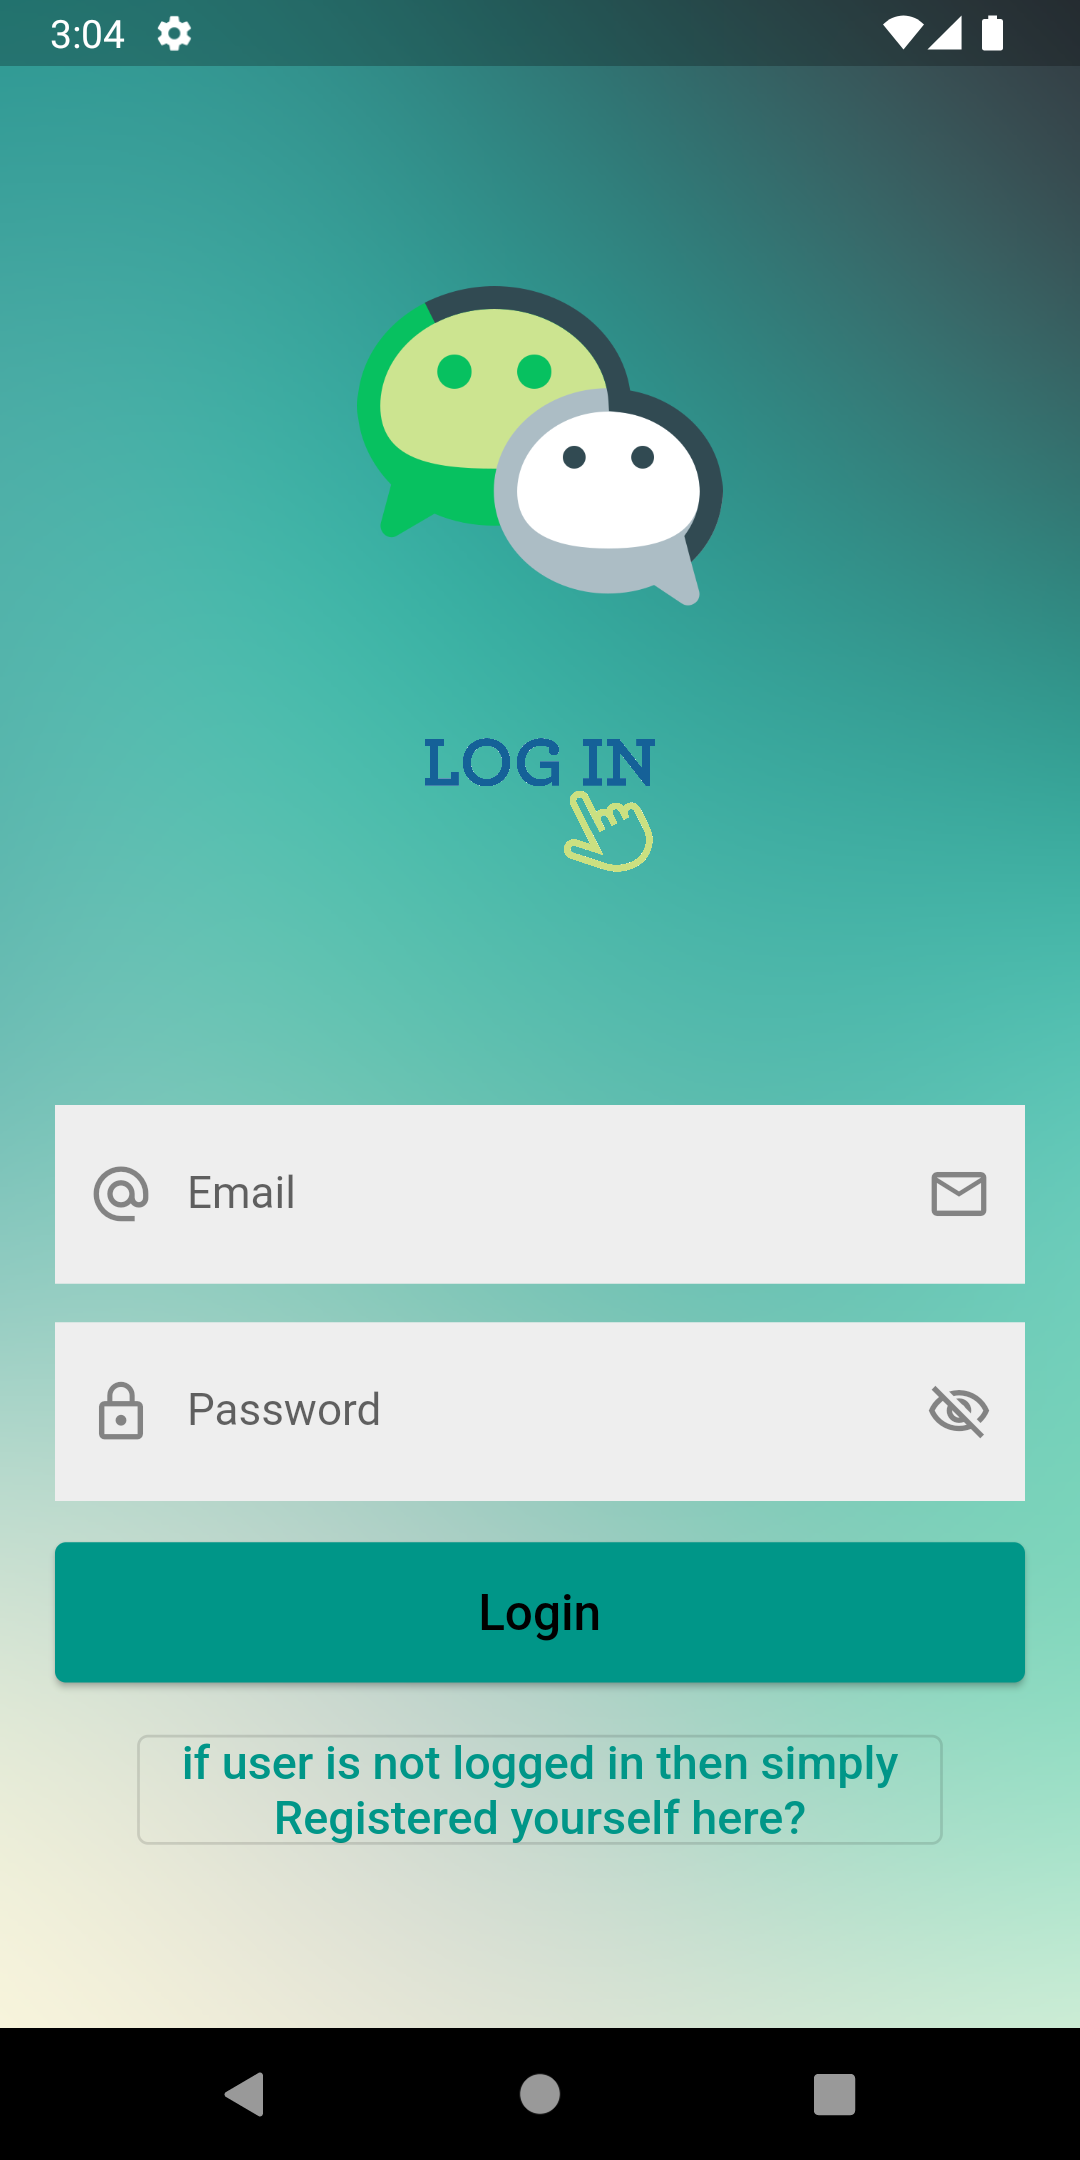 3:04
LOG IN
Email
Password
Login
if user is not logged in then simply
Registered yourself here?